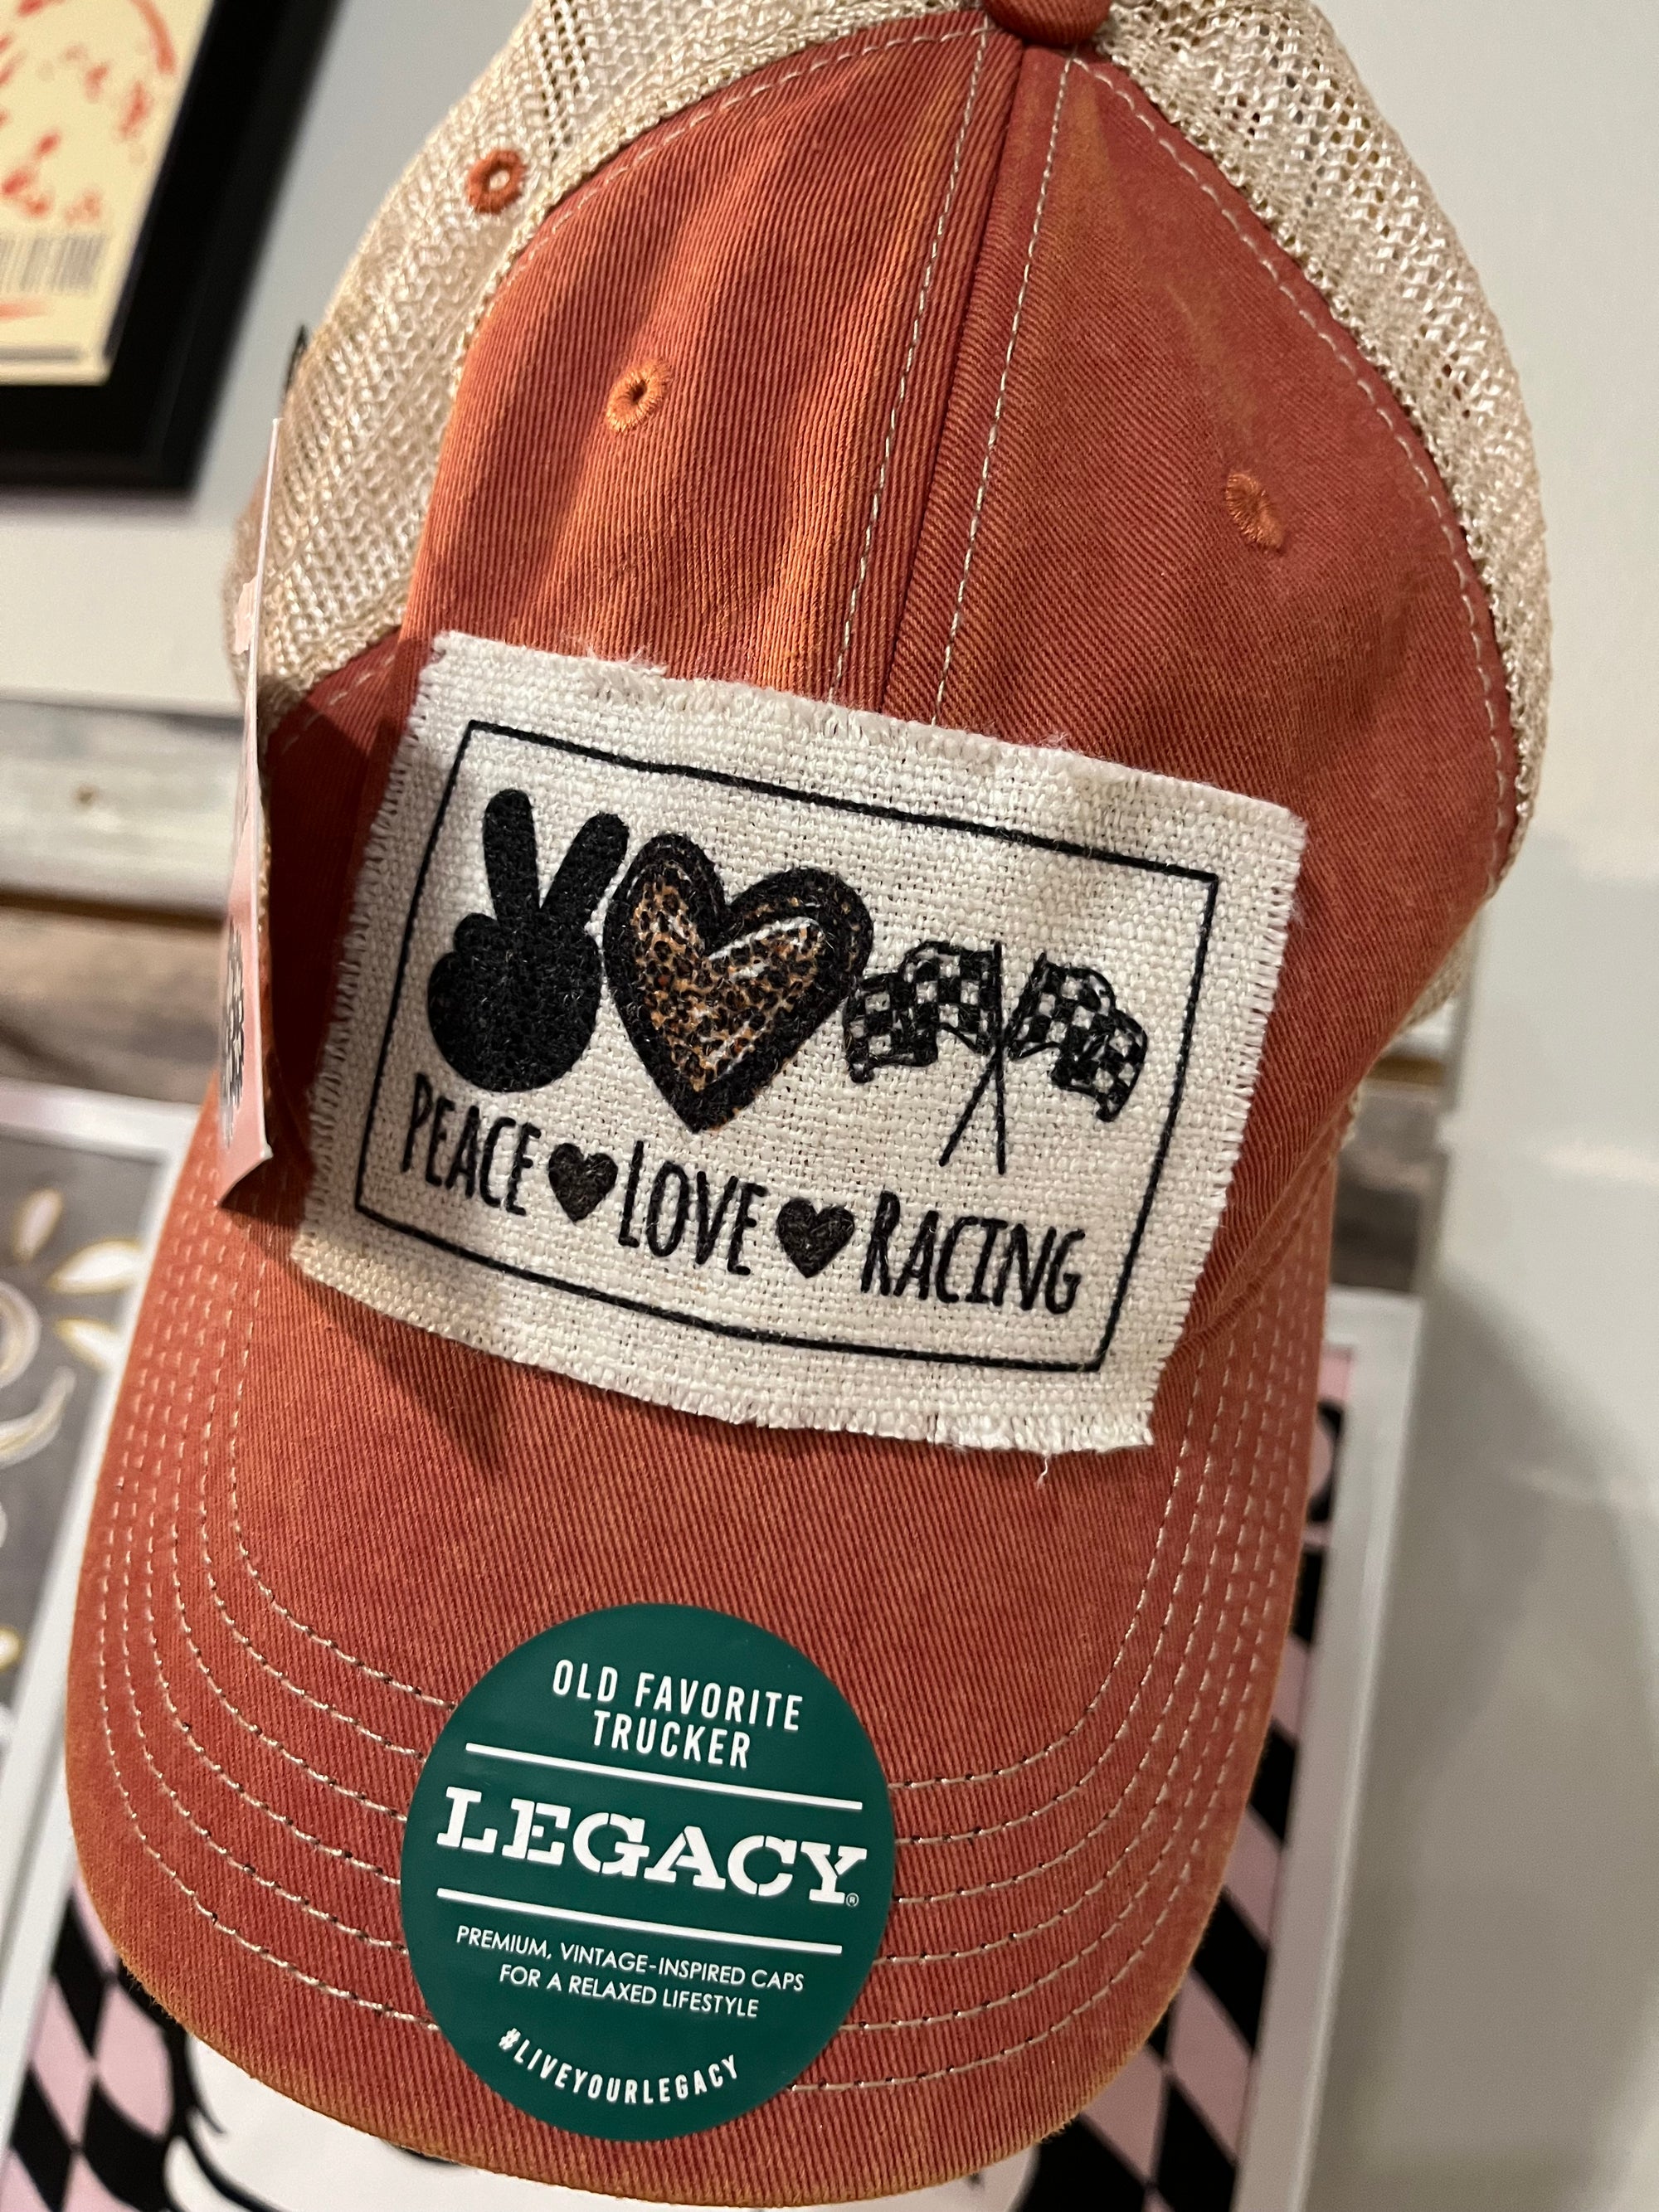 PEACE LOVE RACING
OLD FAVORITE
TRUCKER
LEGACY®
PREMIUM, VINTAGE-INSPIRED CAPS
FOR A RELAXED LIFESTYLE
#LIVEYOURLEGACY